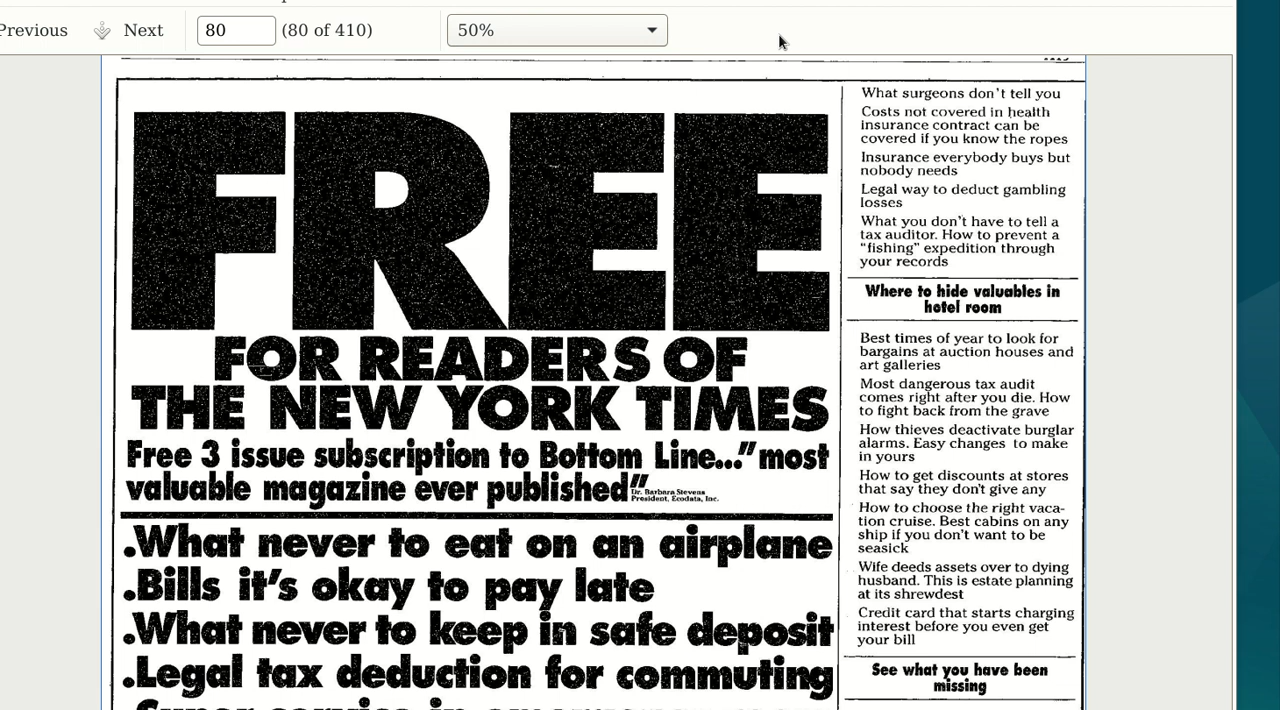 Previous
Next
80
(80 of 410)
50%
FREE
FOR READERS OF
THE NEW YORK TIMES
Free 3 issue subscription to Bottom Line..."most
valuable magazine ever published"
Dr. Barbara Stevens
President, Ecodata, Inc.
.What never to eat on an airplane
.Bills it's okay to pay late
.What never to keep in safe deposit
.Legal tax deduction for commuting
What surgeons don't tell you
Costs not covered in health
insurance contract can be
covered if you know the ropes
Insurance everybody buys but
nobody needs
Legal way to deduct gambling
losses
What you don't have to tell a
tax auditor. How to prevent a
"fishing" expedition through
your records
Where to hide valuables in
hotel room
Best times of year to look for
bargains at auction houses and
art galleries
Most dangerous tax audit
comes right after you die. How
to fight back from the grave
How thieves deactivate burglar
alarms. Easy changes to make
in yours
How to get discounts at stores
that say they don't give any
How to choose the right vaca-
tion cruise. Best cabins on any
ship if you don't want to be
seasick
Wife deeds assets over to dying
husband. This is estate planning
at its shrewdest
Credit card that starts charging
interest before you even get
your bill
See what you have been
missing